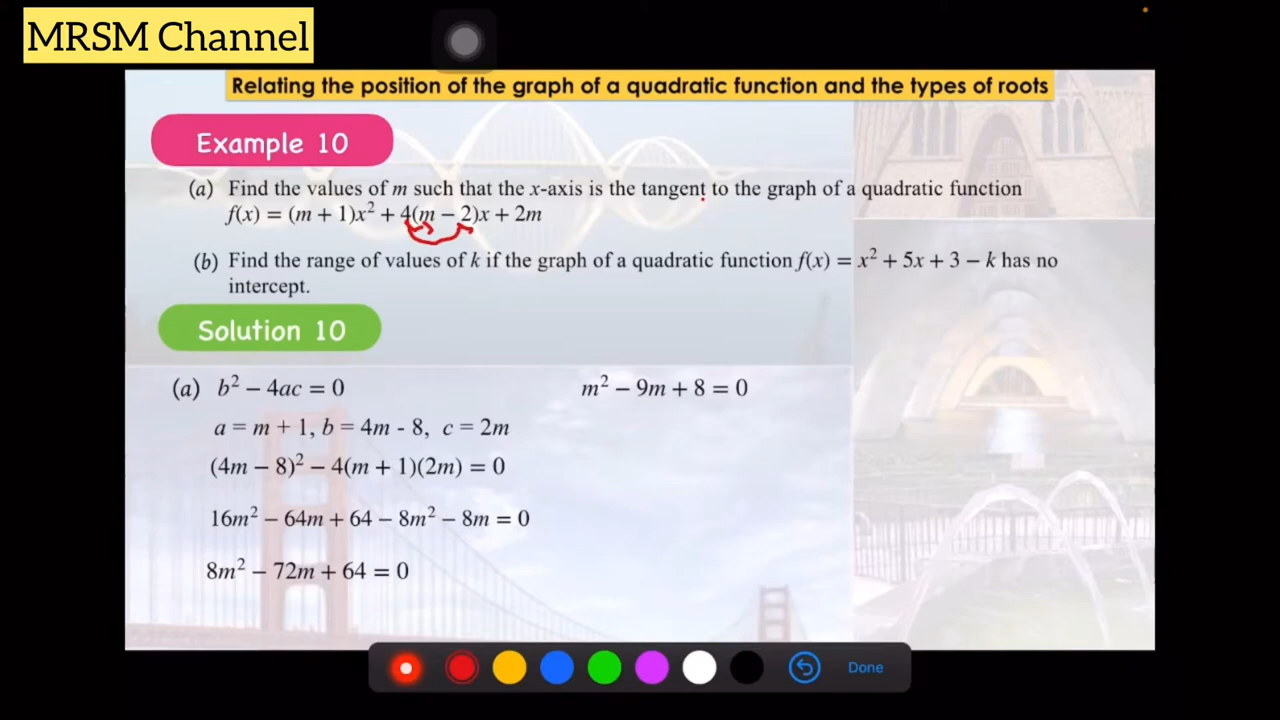 MRSM Channel
Relating the position of the graph of a quadratic function and the types of roots
Example 10
(a) Find the values of m such that the x-axis is the tangent to the graph of a quadratic function
f(x) = (m + 1)x² + 4(m − 2)x + 2m
(b) Find the range of values of k if the graph of a quadratic function f(x) = x² + 5x + 3 − k has no
intercept.
Solution 10
(a) b² − 4ac = 0
a = m + 1, b = 4m - 8, c = 2m
(4m − 8)² − 4(m + 1)(2m) = 0
16m² − 64m + 64 − 8m² − 8m = 0
8m² − 72m + 64 = 0
m² − 9m + 8 = 0
Done